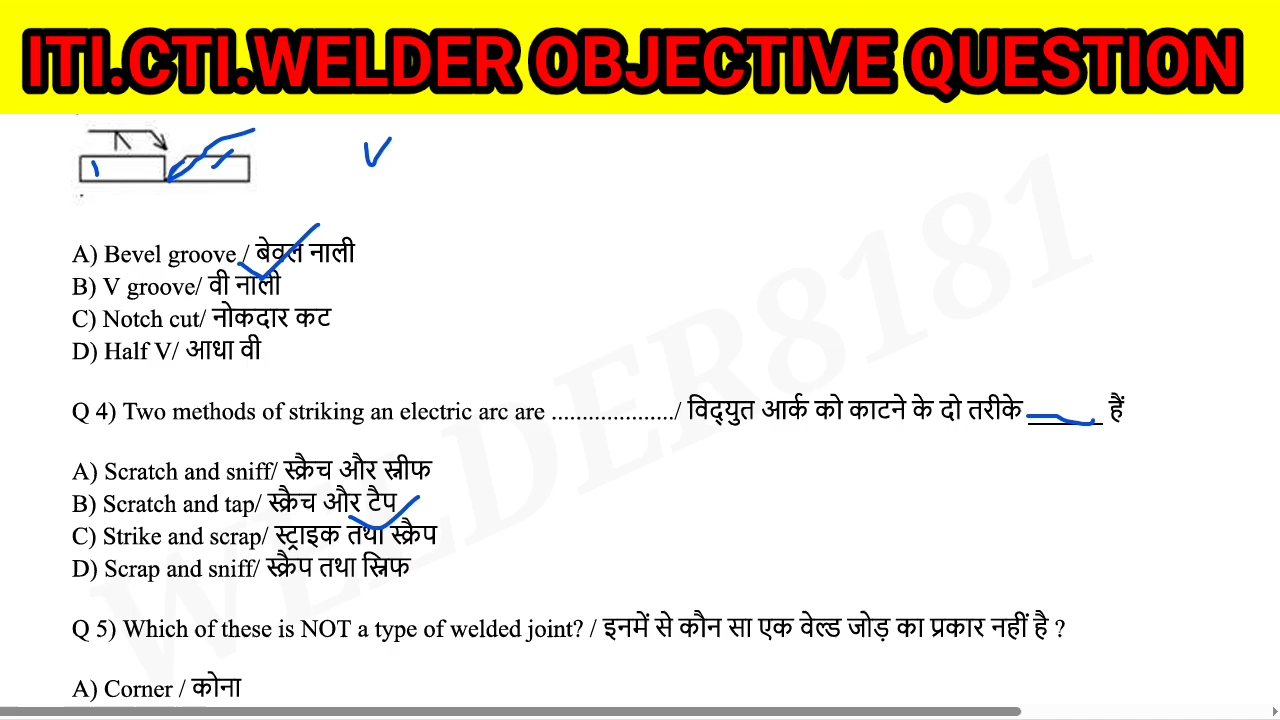 ITI.CTI.WELDER OBJECTIVE QUESTION
V
A) Bevel groove / बेवल नाली
B) V groove/ वी नाली
C) Notch cut/ नोकदार कट
D) Half V/ आधा वी
Q 4) Two methods of striking an electric arc are ..................../ विद्युत आर्क को काटने के दो तरीके ______ हैं
A) Scratch and sniff/ स्क्रैच और स्नीफ
B) Scratch and tap/ स्क्रैच और टैप
C) Strike and scrap/ स्ट्राइक तथा स्क्रैप
D) Scrap and sniff/ स्क्रैप तथा स्निफ
Q 5) Which of these is NOT a type of welded joint? / इनमें से कौन सा एक वेल्ड जोड़ का प्रकार नहीं है ?
A) Corner / कोना
WELDER8181